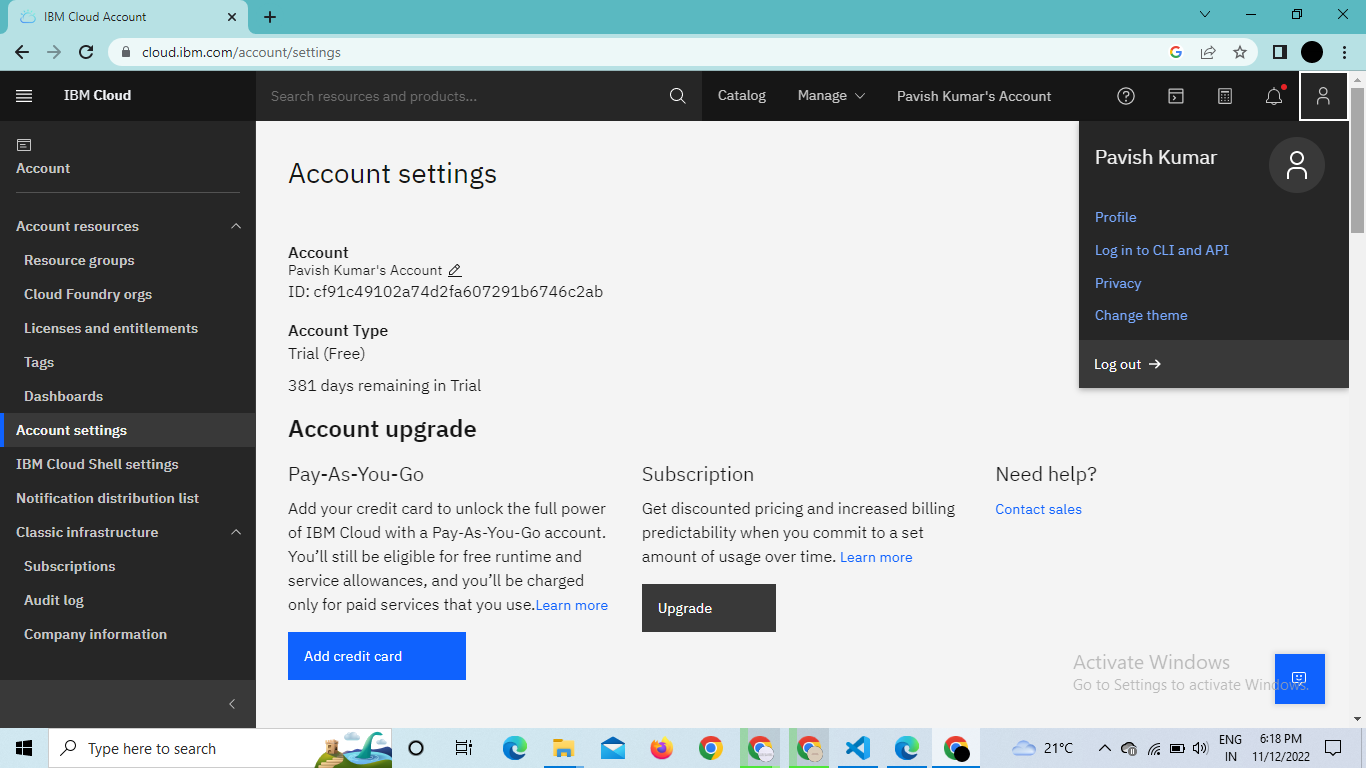 IBM Cloud Account
cloud.ibm.com/account/settings
IBM Cloud
Search resources and products...
Catalog
Manage
Pavish Kumar's Account
Account
Account resources
Resource groups
Cloud Foundry orgs
Licenses and entitlements
Tags
Dashboards
Account settings
IBM Cloud Shell settings
Notification distribution list
Classic infrastructure
Subscriptions
Audit log
Company information
Account settings
Account
Pavish Kumar's Account
ID: cf91c49102a74d2fa607291b6746c2ab
Account Type
Trial (Free)
381 days remaining in Trial
Account upgrade
Pay-As-You-Go
Add your credit card to unlock the full power
of IBM Cloud with a Pay-As-You-Go account.
You’ll still be eligible for free runtime and
service allowances, and you’ll be charged
only for paid services that you use.Learn more
Add credit card
Subscription
Get discounted pricing and increased billing
predictability when you commit to a set
amount of usage over time. Learn more
Upgrade
Need help?
Contact sales
Pavish Kumar
Profile
Log in to CLI and API
Privacy
Change theme
Log out
Activate Windows
Go to Settings to activate Windows.
Type here to search
21°C
ENG
IN
6:18 PM
11/12/2022